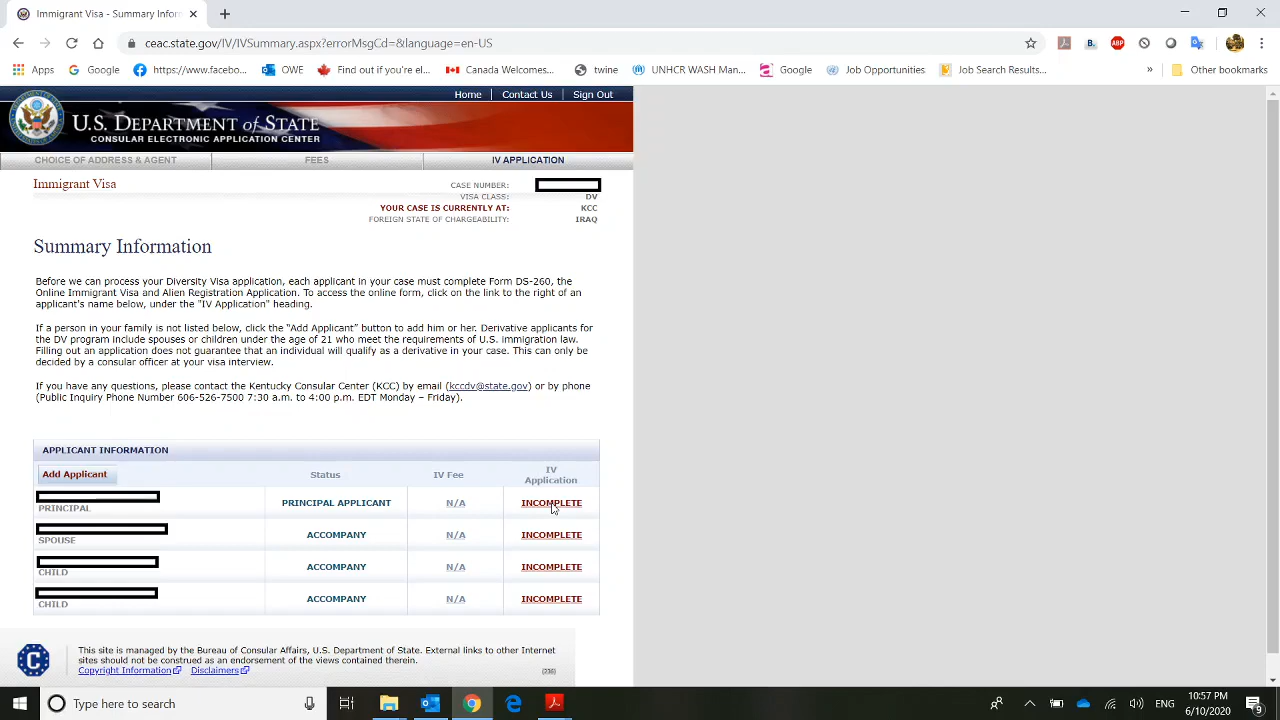 Immigrant Visa - Summary Inform
ceac.state.gov/IV/IVSummary.aspx?errorMsgCd=&language=en-US
Apps Google https://www.facebo... OWE Find out if you're el... Canada Welcomes... twine UNHCR WASH Man... Google Job Opportunities Job Search Results... » Other bookmarks
Home Contact Us Sign Out
U.S. DEPARTMENT of STATE
CONSULAR ELECTRONIC APPLICATION CENTER
CHOICE OF ADDRESS & AGENT FEES IV APPLICATION
Immigrant Visa
CASE NUMBER:
VISA CLASS: DV
YOUR CASE IS CURRENTLY AT: KCC
FOREIGN STATE OF CHARGEABILITY: IRAQ
Summary Information
Before we can process your Diversity Visa application, each applicant in your case must complete Form DS-260, the
Online Immigrant Visa and Alien Registration Application. To access the online form, click on the link to the right of an
applicant's name below, under the "IV Application" heading.
If a person in your family is not listed below, click the "Add Applicant" button to add him or her. Derivative applicants for
the DV program include spouses or children under the age of 21 who meet the requirements of U.S. immigration law.
Filling out an application does not guarantee that an individual will qualify as a derivative in your case. This can only be
decided by a consular officer at your visa interview.
If you have any questions, please contact the Kentucky Consular Center (KCC) by email (kccdv@state.gov) or by phone
(Public Inquiry Phone Number 606-526-7500 7:30 a.m. to 4:00 p.m. EDT Monday – Friday).
APPLICANT INFORMATION
Add Applicant Status IV Fee IV Application
PRINCIPAL PRINCIPAL APPLICANT N/A INCOMPLETE
SPOUSE ACCOMPANY N/A INCOMPLETE
CHILD ACCOMPANY N/A INCOMPLETE
CHILD ACCOMPANY N/A INCOMPLETE
This site is managed by the Bureau of Consular Affairs, U.S. Department of State. External links to other Internet
sites should not be construed as an endorsement of the views contained herein.
Copyright Information Disclaimers
(236)
Type here to search
ENG
10:57 PM
6/10/2020